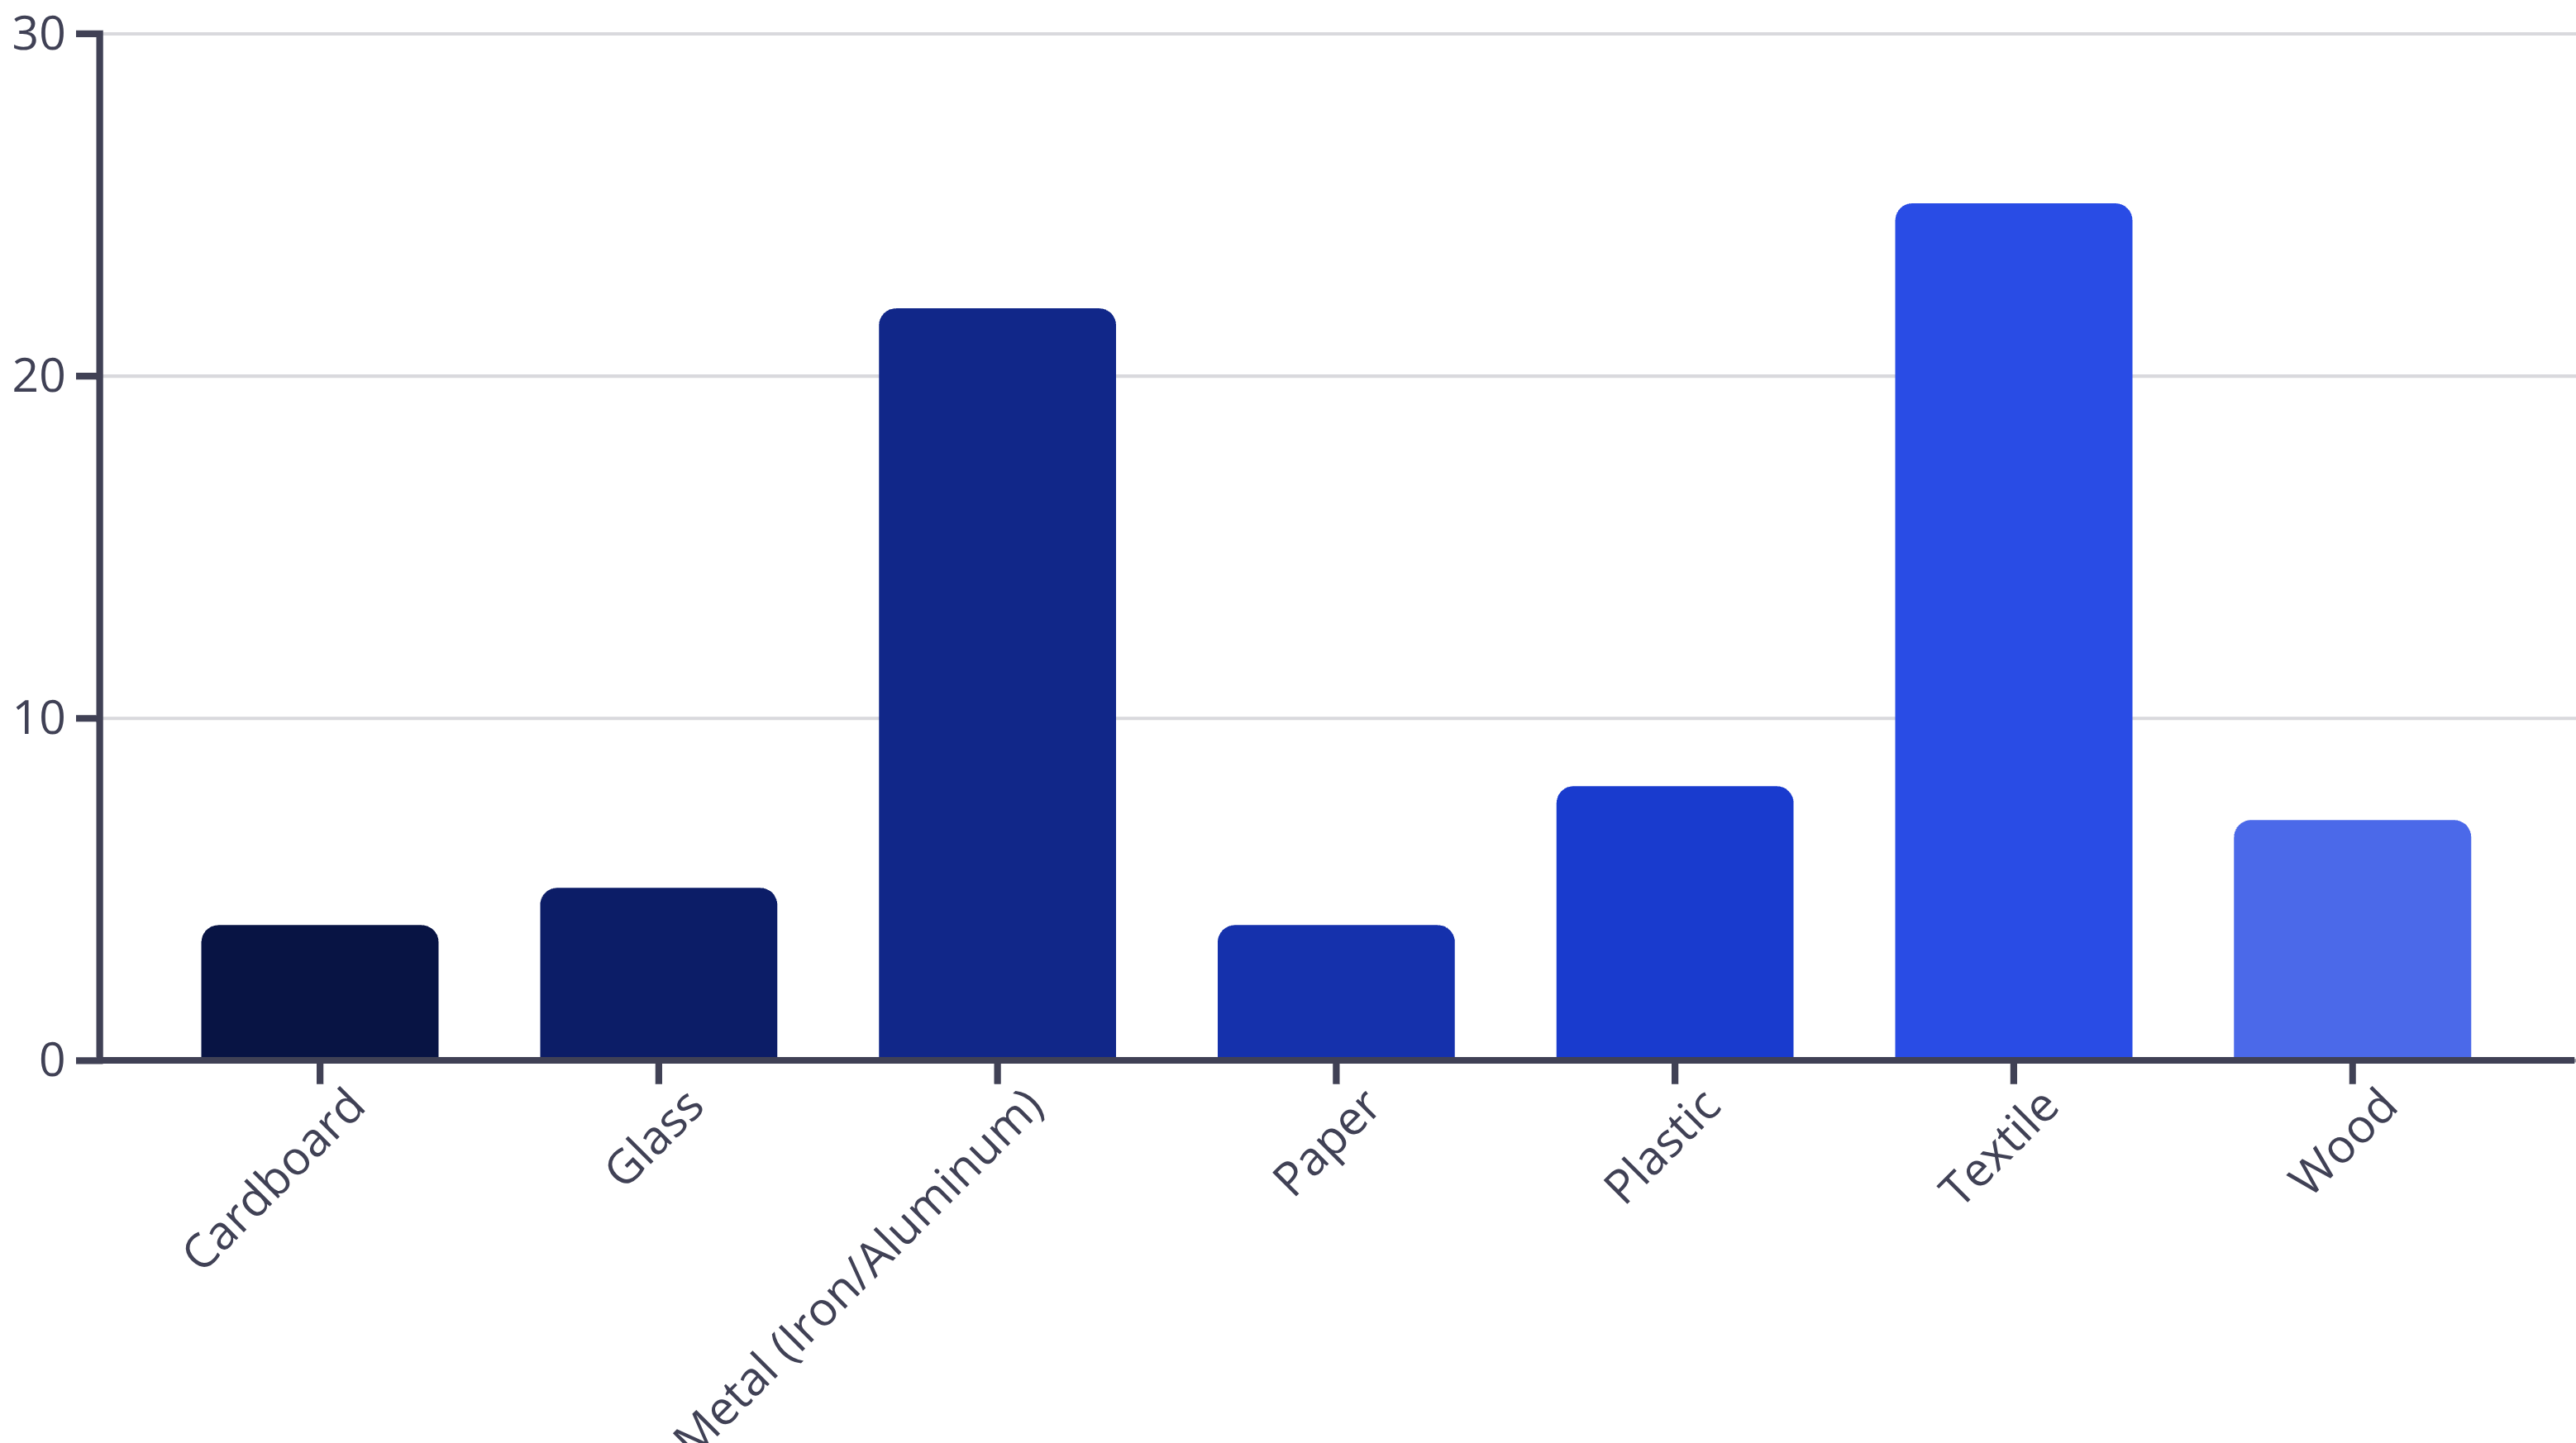 30
20
10
0
Cardboard
Glass
Metal (Iron/Aluminum)
Paper
Plastic
Textile
Wood